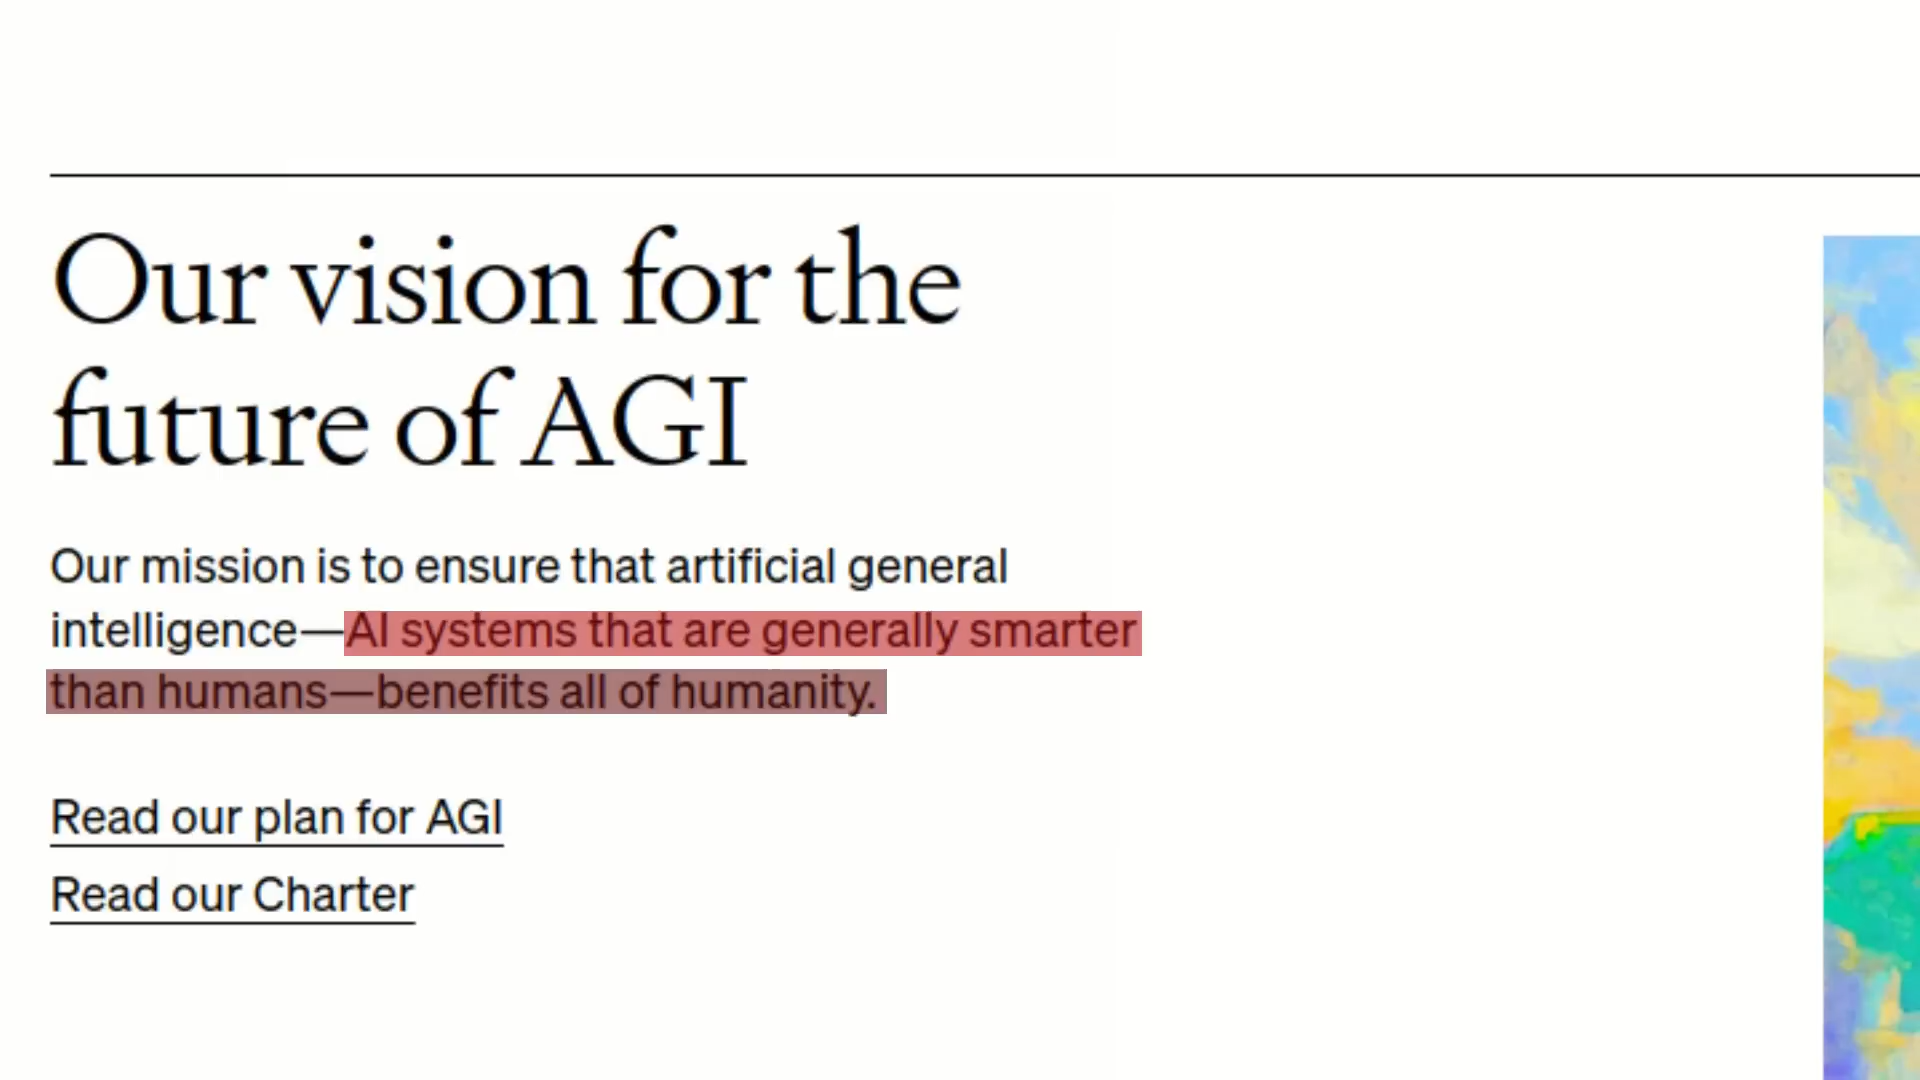 Our vision for the
future of AGI
Our mission is to ensure that artificial general
intelligence—AI systems that are generally smarter
than humans—benefits all of humanity.
Read our plan for AGI
Read our Charter